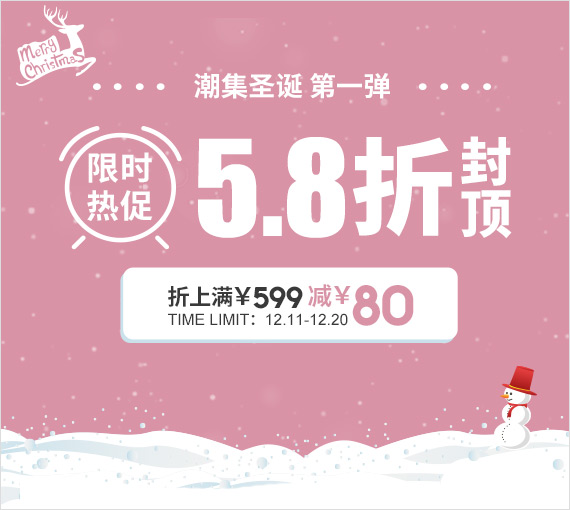 Merry
Christmas
潮集圣诞 第一弹
限时
热促
5.8折封顶
折上满¥599 减¥80
TIME LIMIT：12.11-12.20